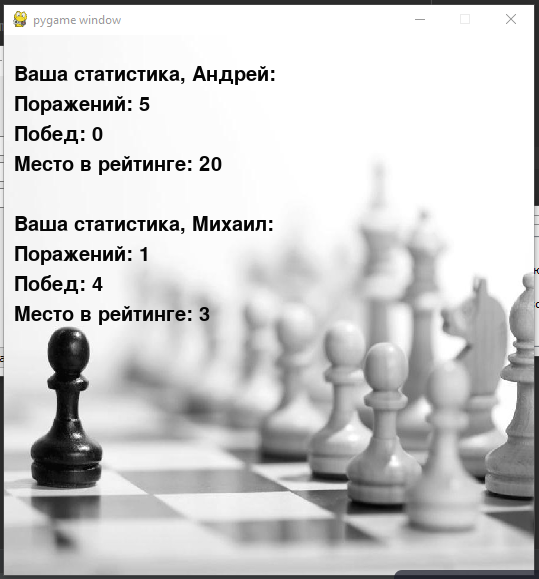 pygame window
Ваша статистика, Андрей:
Поражений: 5
Побед: 0
Место в рейтинге: 20
Ваша статистика, Михаил:
Поражений: 1
Побед: 4
Место в рейтинге: 3